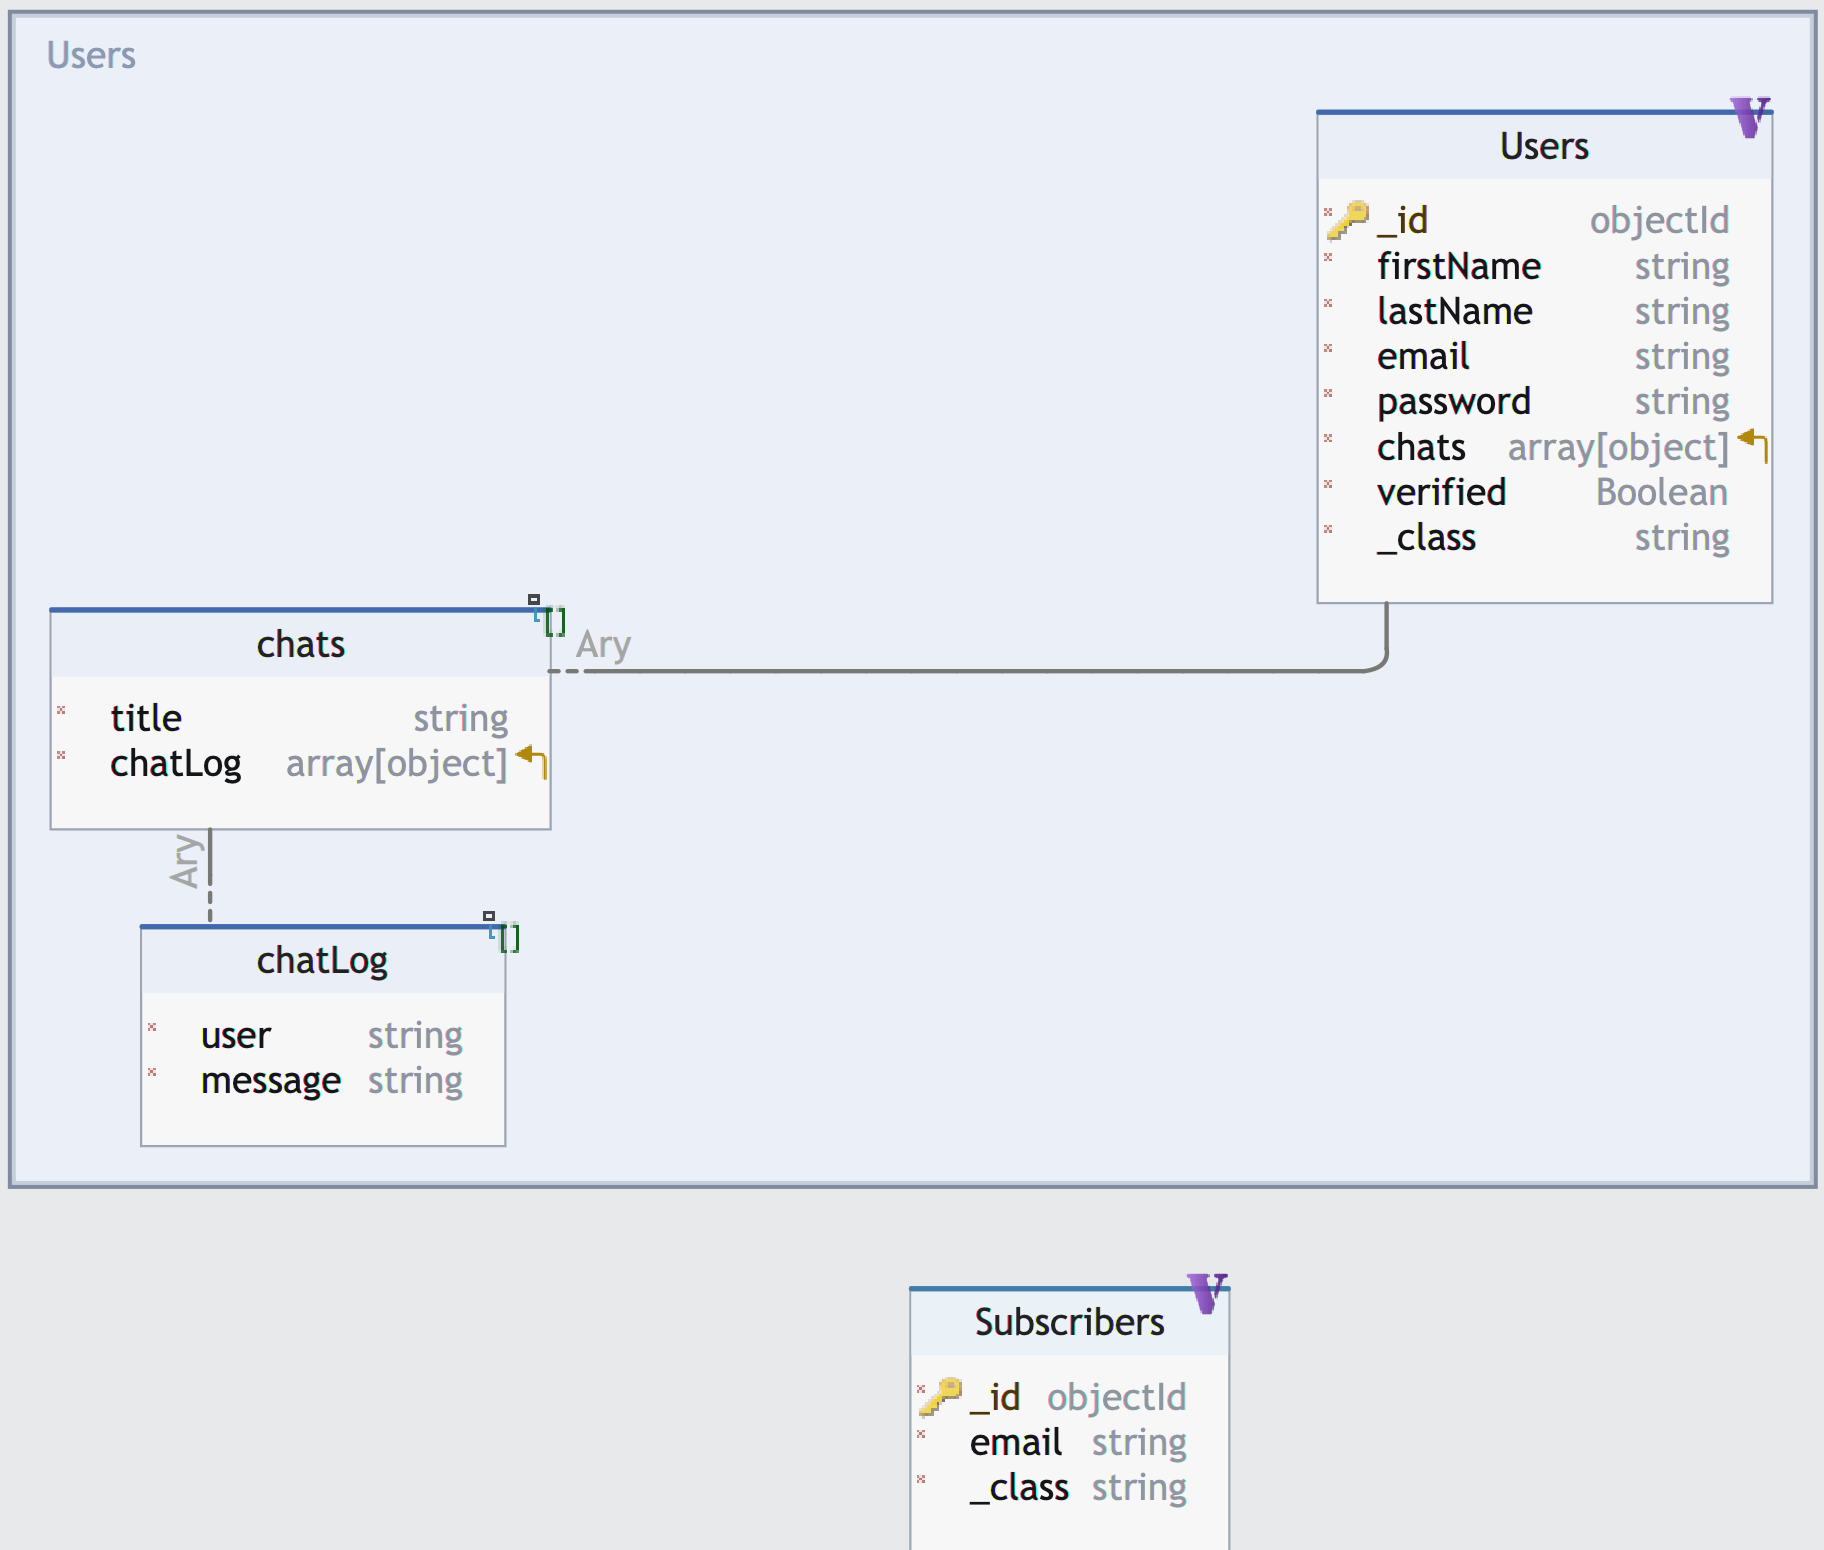 Users
Users
_id objectId
firstName string
lastName string
email string
password string
chats array[object]
verified Boolean
_class string
chats
Ary
title string
chatLog array[object]
Ary
chatLog
user string
message string
Subscribers
_id objectId
email string
_class string